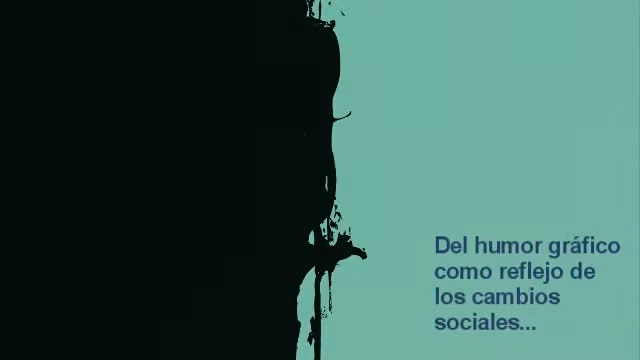 Del humor gráfico
como reflejo de
los cambios
sociales...